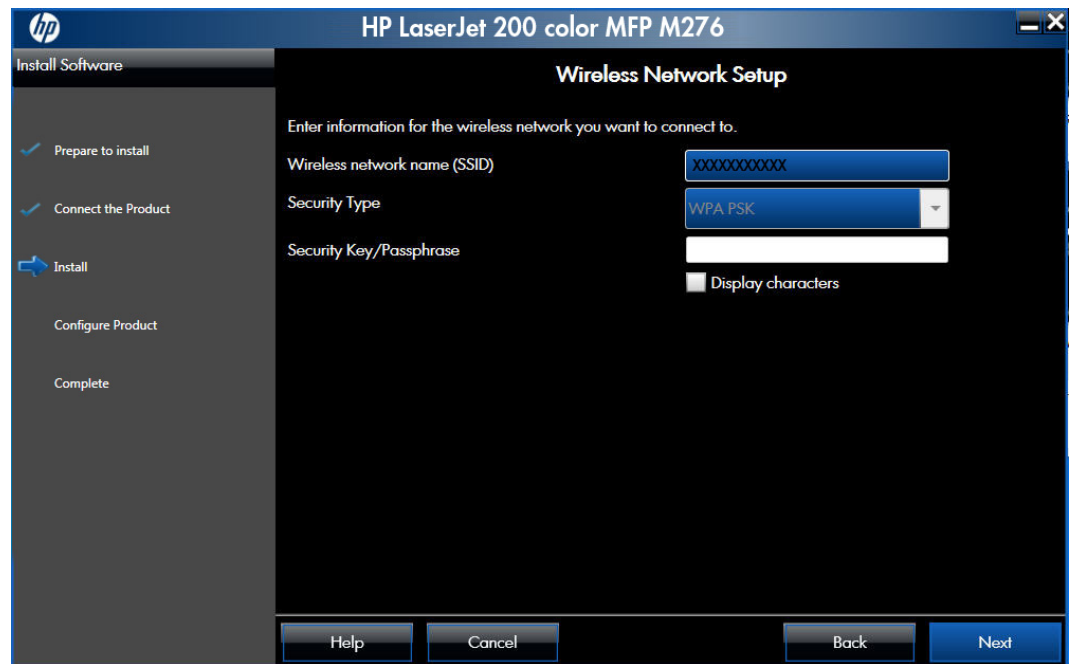 hp
HP LaserJet 200 color MFP M276
Install Software
Prepare to install
Connect the Product
Install
Configure Product
Complete
Wireless Network Setup
Enter information for the wireless network you want to connect to.
Wireless network name (SSID)
XXXXXXXXXXX
Security Type
WPA PSK
Security Key/Passphrase
Display characters
Help
Cancel
Back
Next